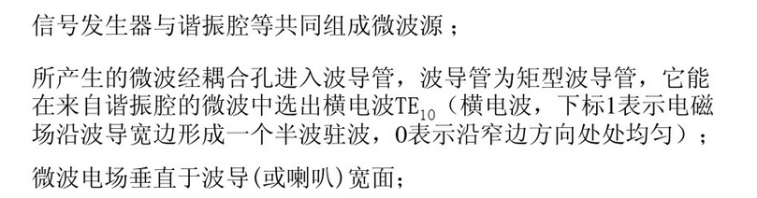 信号发生器与谐振腔等共同组成微波源；
所产生的微波经耦合孔进入波导管，波导管为矩型波导管，它能
在来自谐振腔的微波中选出横电波TE10（横电波，下标1表示电磁
场沿波导宽边形成一个半波驻波，0表示沿窄边方向处处均匀）；
微波电场垂直于波导(或喇叭)宽面；